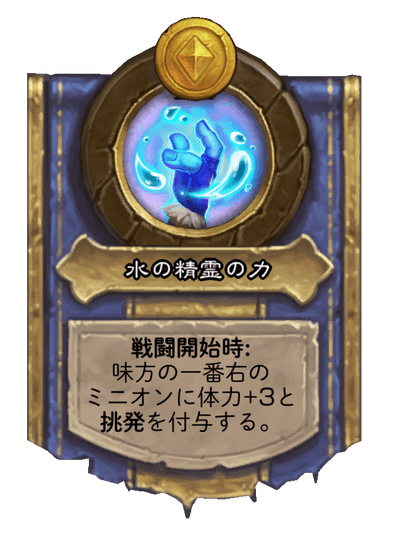 水の精霊の力
戦闘開始時:
味方の一番右の
ミニオンに体力+3と
挑発を付与する。